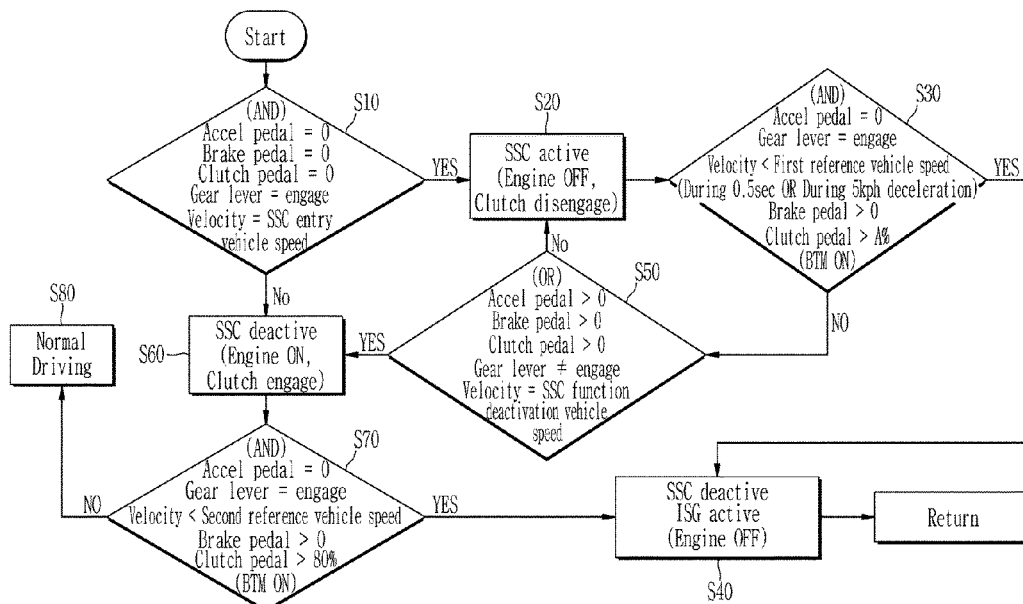 Start
S10
(AND)
Accel pedal = 0
Brake pedal = 0
Clutch pedal = 0
Gear lever = engage
Velocity = SSC entry
vehicle speed
YES
No
S20
SSC active
(Engine OFF,
Clutch disengage)
S30
(AND)
Accel pedal = 0
Gear lever = engage
Velocity < First reference vehicle speed
(During 0.5sec OR During 5kph deceleration)
Brake pedal > 0
Clutch pedal > A%
(BTM ON)
YES
NO
S50
No
(OR)
Accel pedal > 0
Brake pedal > 0
Clutch pedal > 0
Gear lever ≠ engage
Velocity = SSC function
deactivation vehicle
speed
YES
S60
SSC deactive
(Engine ON,
Clutch engage)
S80
Normal
Driving
S70
(AND)
Accel pedal = 0
Gear lever = engage
Velocity < Second reference vehicle speed
Brake pedal > 0
Clutch pedal > 80%
(BTM ON)
NO
YES
SSC deactive
ISG active
(Engine OFF)
S40
Return